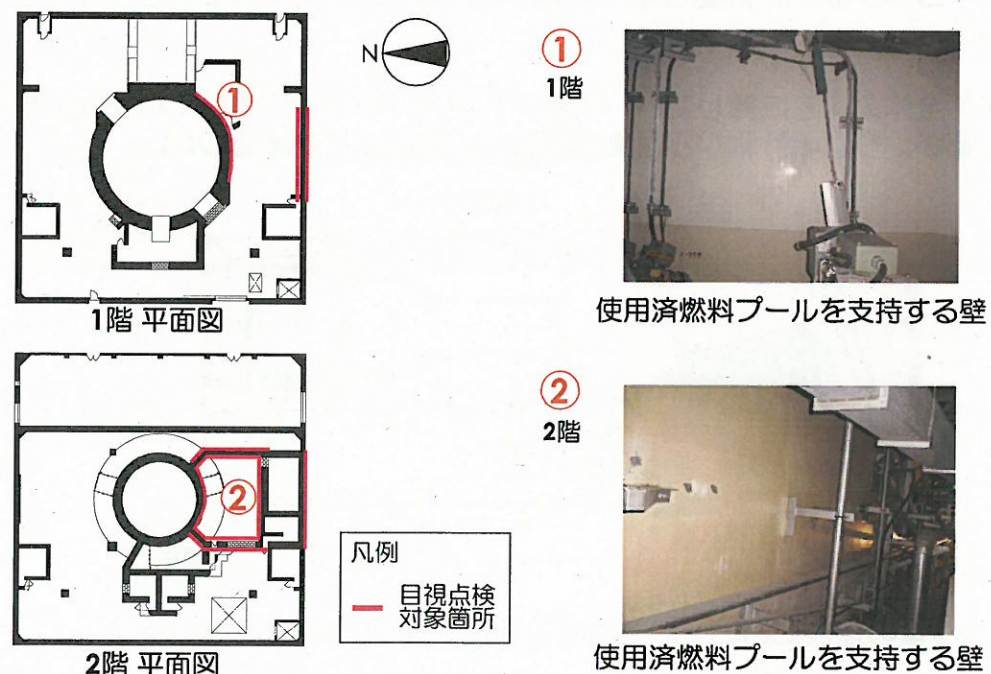 N
①
1階
①
1階 平面図
使用済燃料プールを支持する壁
②
2階
②
凡例
目視点検
対象箇所
2階 平面図
使用済燃料プールを支持する壁